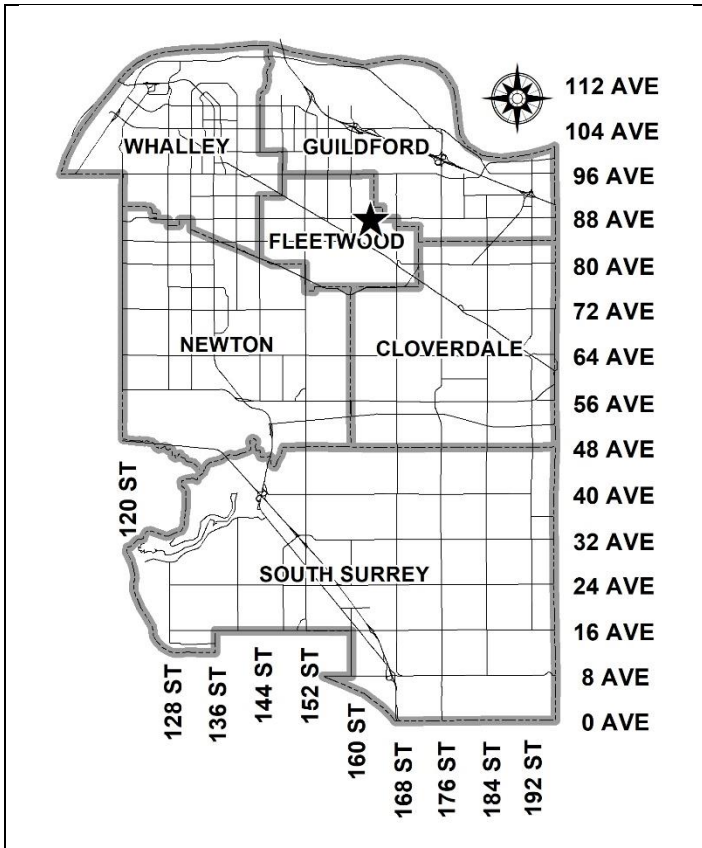 112 AVE
104 AVE
WHALLEY
GUILDFORD
96 AVE
88 AVE
FLEETWOOD
80 AVE
72 AVE
NEWTON
CLOVERDALE
64 AVE
56 AVE
48 AVE
120 ST
40 AVE
32 AVE
SOUTH SURREY
24 AVE
16 AVE
8 AVE
128 ST
136 ST
144 ST
152 ST
160 ST
0 AVE
168 ST
176 ST
184 ST
192 ST